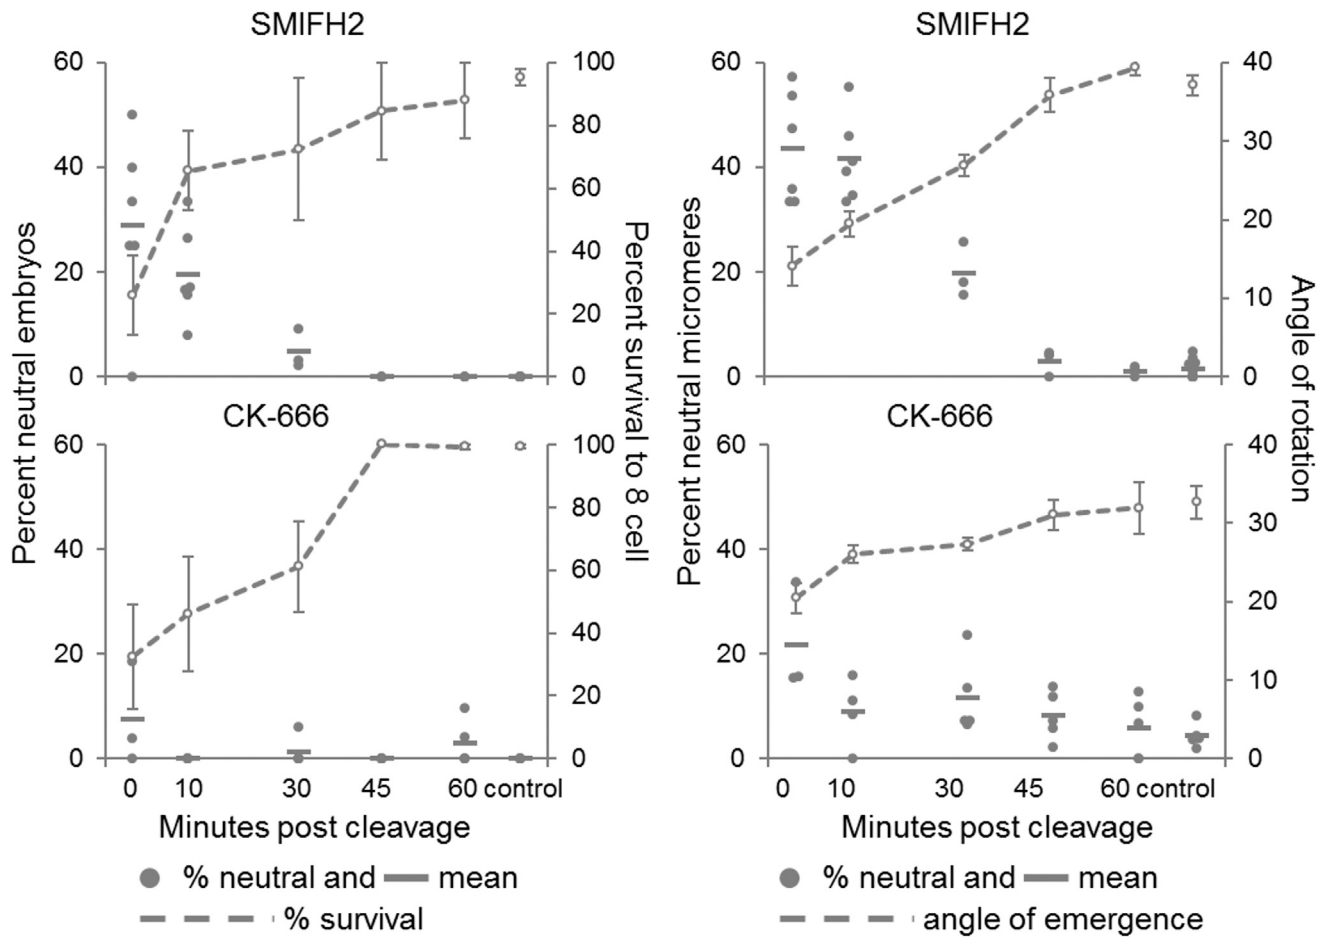 SMIFH2
SMIFH2
60
40
20
0
100
80
60
40
20
0
60
40
20
0
40
30
20
10
0
CK-666
CK-666
60
40
20
0
100
80
60
40
20
0
60
40
20
0
40
30
20
10
0
Percent neutral embryos
Percent survival to 8 cell
Percent neutral micromeres
Angle of rotation
0 10 30 45 60 control
0 10 30 45 60 control
Minutes post cleavage
Minutes post cleavage
% neutral and mean
% survival
% neutral and mean
angle of emergence